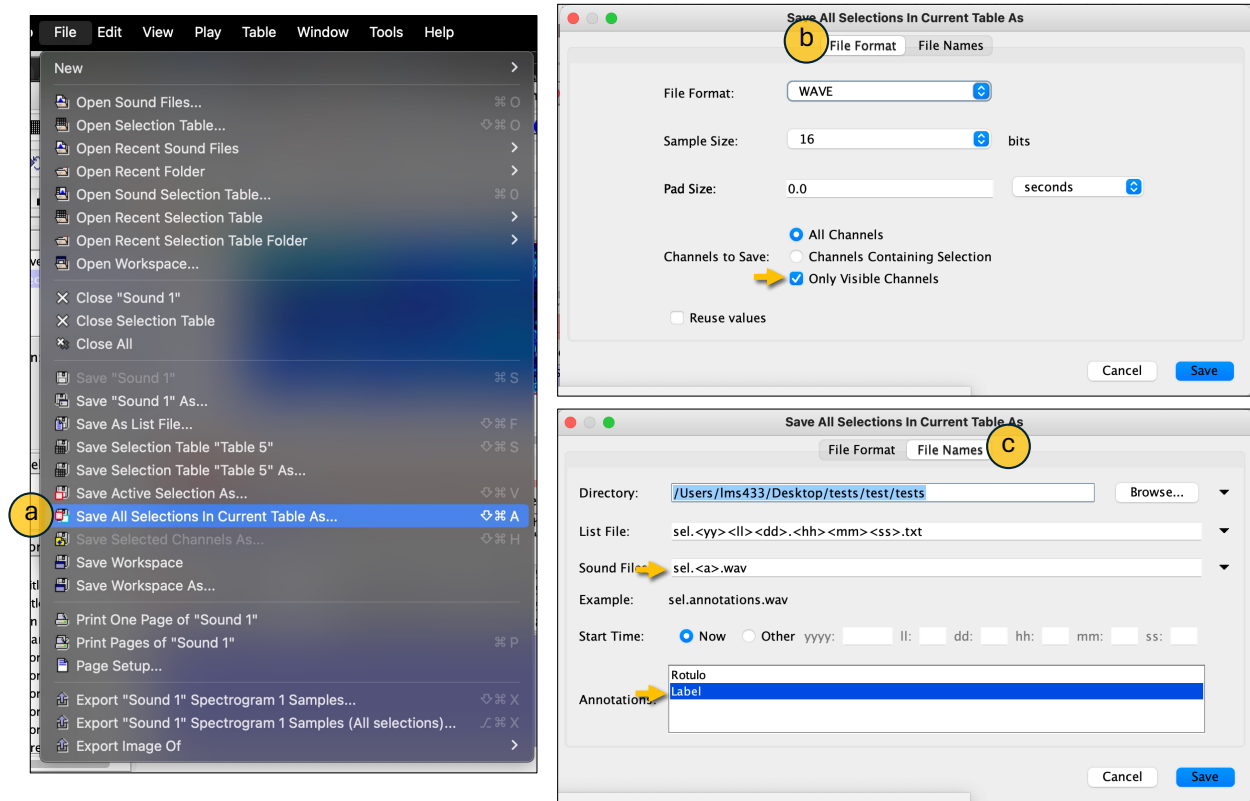 File Edit View Play Table Window Tools Help
New
Open Sound Files... ⌘ O
Open Selection Table... ⇧⌘ O
Open Recent Sound Files
Open Recent Folder
Open Sound Selection Table... ⌘ 0
Open Recent Selection Table
Open Recent Selection Table Folder
Open Workspace...
Close "Sound 1"
Close Selection Table
Close All
Save "Sound 1" ⌘ S
Save "Sound 1" As...
Save As List File... ⇧⌘ F
Save Selection Table "Table 5" ⇧⌘ S
Save Selection Table "Table 5" As...
Save Active Selection As... ⇧⌘ V
a
Save All Selections In Current Table As... ⇧⌘ A
Save Selected Channels As... ⇧⌘ H
Save Workspace
Save Workspace As...
Print One Page of "Sound 1"
Print Pages of "Sound 1" ⌘ P
Page Setup...
Export "Sound 1" Spectrogram 1 Samples... ⇧⌘ X
Export "Sound 1" Spectrogram 1 Samples (All selections)... ⌥⌘ X
Export Image Of
Save All Selections In Current Table As
b
File Format File Names
File Format: WAVE
Sample Size: 16 bits
Pad Size: 0.0 seconds
All Channels
Channels to Save: Channels Containing Selection
Only Visible Channels
Reuse values
Cancel Save
Save All Selections In Current Table As
File Format File Names
c
Directory: /Users/lms433/Desktop/tests/test/tests Browse...
List File: sel.<yy><ll><dd>.<hh><mm><ss>.txt
Sound File sel.<a>.wav
Example: sel.annotations.wav
Start Time: Now Other yyyy: ll: dd: hh: mm: ss:
Rotulo
Label
Annotations:
Cancel Save